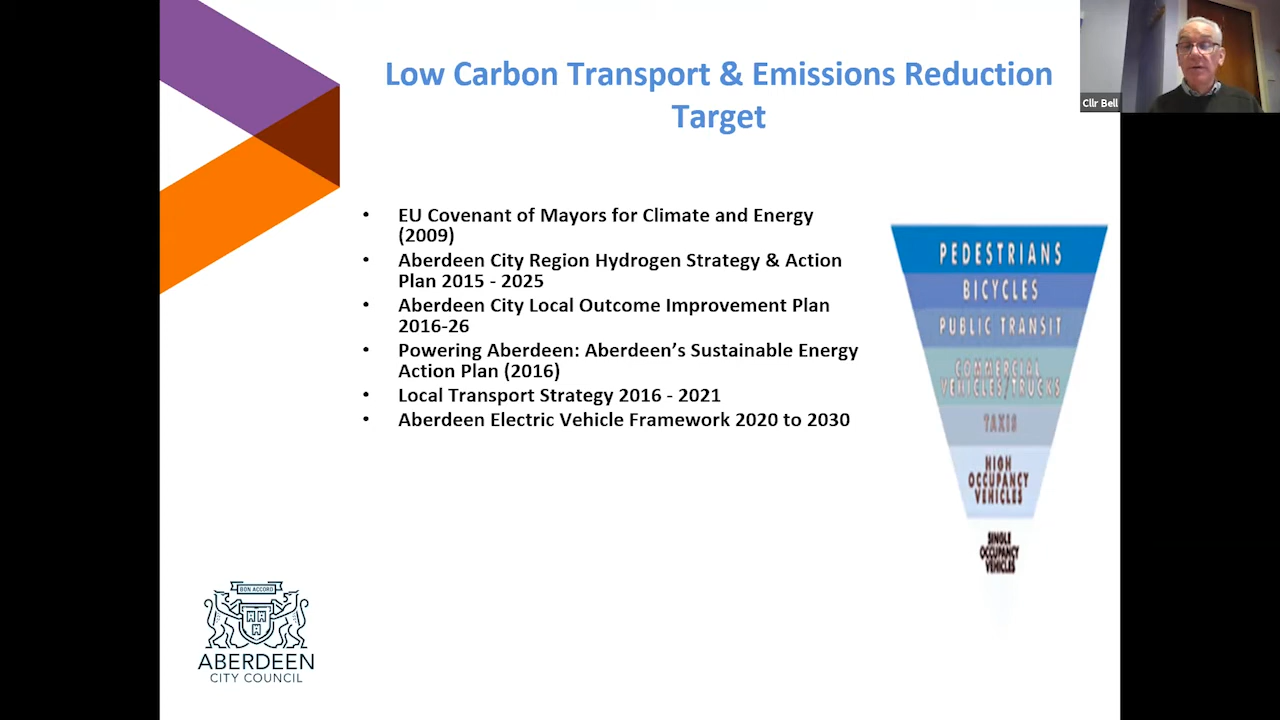 Low Carbon Transport & Emissions Reduction
Target
Cllr Bell
• EU Covenant of Mayors for Climate and Energy
(2009)
• Aberdeen City Region Hydrogen Strategy & Action
Plan 2015 - 2025
• Aberdeen City Local Outcome Improvement Plan
2016-26
• Powering Aberdeen: Aberdeen’s Sustainable Energy
Action Plan (2016)
• Local Transport Strategy 2016 - 2021
• Aberdeen Electric Vehicle Framework 2020 to 2030
PEDESTRIANS
BICYCLES
PUBLIC TRANSIT
COMMERCIAL
VEHICLES/TRUCKS
TAXIS
HIGH
OCCUPANCY
VEHICLES
SINGLE
OCCUPANCY
VEHICLES
BON ACCORD
ABERDEEN
CITY COUNCIL